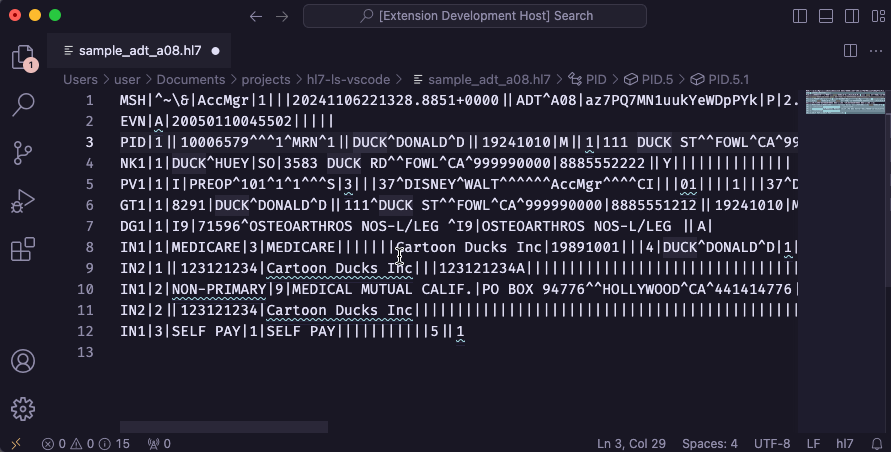 [Extension Development Host] Search
sample_adt_a08.hl7
1
Users > user > Documents > projects > hl7-ls-vscode > sample_adt_a08.hl7 > PID > PID.5 > PID.5.1
1 MSH|^~\&|AccMgr|1|||20241106221328.8851+0000||ADT^A08|az7PQ7MN1uukYeWDpPYk|P|2.
2 EVN|A|20050110045502|||||
3 PID|1||10006579^^^1^MRN^1||DUCK^DONALD^D||19241010|M||1|111 DUCK ST^^FOWL^CA^99
4 NK1|1|DUCK^HUEY|SO|3583 DUCK RD^^FOWL^CA^999990000|8885552222||Y||||||||||||||
5 PV1|1|I|PREOP^101^1^1^^^S|3|||37^DISNEY^WALT^^^^^^AccMgr^^^^CI|||01||||1|||37^D
6 GT1|1|8291|DUCK^DONALD^D||111^DUCK ST^^FOWL^CA^999990000|8885551212||19241010|M
7 DG1|1|I9|71596^OSTEOARTHROS NOS-L/LEG ^I9|OSTEOARTHROS NOS-L/LEG ||A|
8 IN1|1|MEDICARE|3|MEDICARE|||||||Cartoon Ducks Inc|19891001|||4|DUCK^DONALD^D|1|
9 IN2|1||123121234|Cartoon Ducks Inc|||123121234A||||||||||||||||||||||||||||||||
10 IN1|2|NON-PRIMARY|9|MEDICAL MUTUAL CALIF.|PO BOX 94776^^HOLLYWOOD^CA^441414776|
11 IN2|2||123121234|Cartoon Ducks Inc||||||||||||||||||||||||||||||||||||||||||||||
12 IN1|3|SELF PAY|1|SELF PAY|||||||||||5||1
13
0 0 15 0 Ln 3, Col 29 Spaces: 4 UTF-8 LF hl7